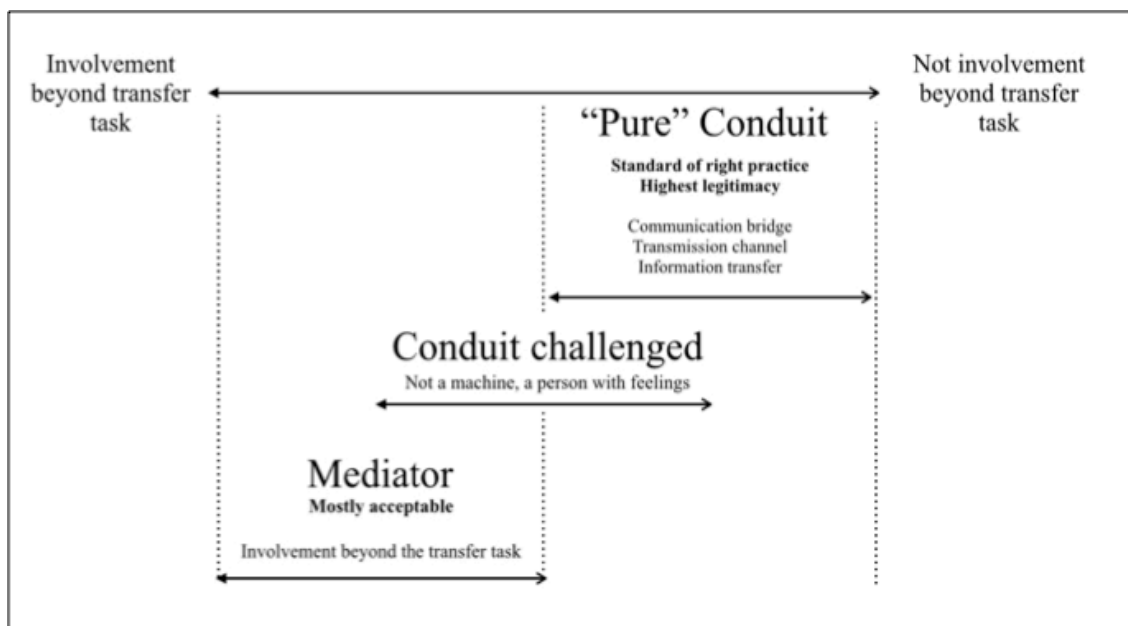 Involvement
beyond transfer
task
Not involvement
beyond transfer
task
“Pure” Conduit
Standard of right practice
Highest legitimacy
Communication bridge
Transmission channel
Information transfer
Conduit challenged
Not a machine, a person with feelings
Mediator
Mostly acceptable
Involvement beyond the transfer task